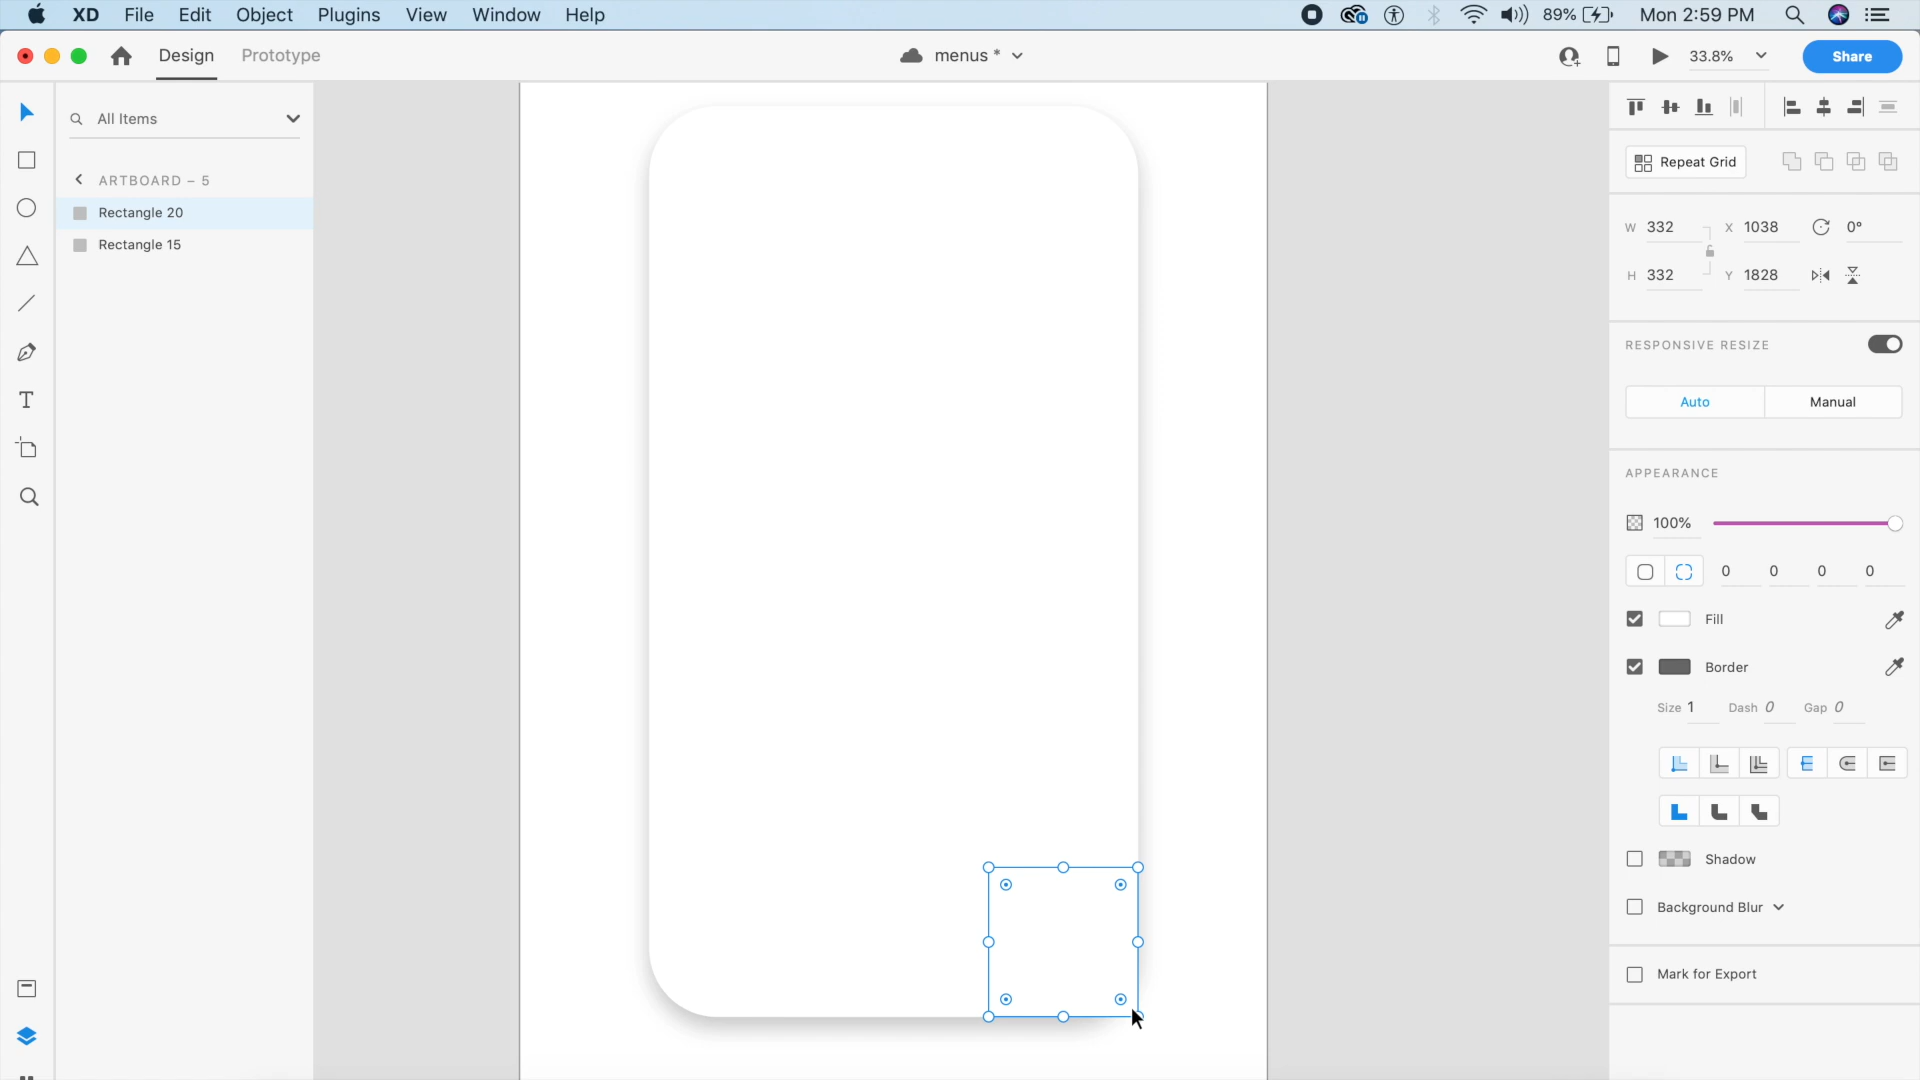 XD File Edit Object Plugins View Window Help 89% Mon 2:59 PM
Design Prototype menus * 33.8% Share
All Items
ARTBOARD – 5
Rectangle 20
Rectangle 15
Repeat Grid
W 332 X 1038 0°
H 332 Y 1828
RESPONSIVE RESIZE
Auto Manual
APPEARANCE
100%
0 0 0 0
Fill
Border
Size 1 Dash 0 Gap 0
Shadow
Background Blur
Mark for Export